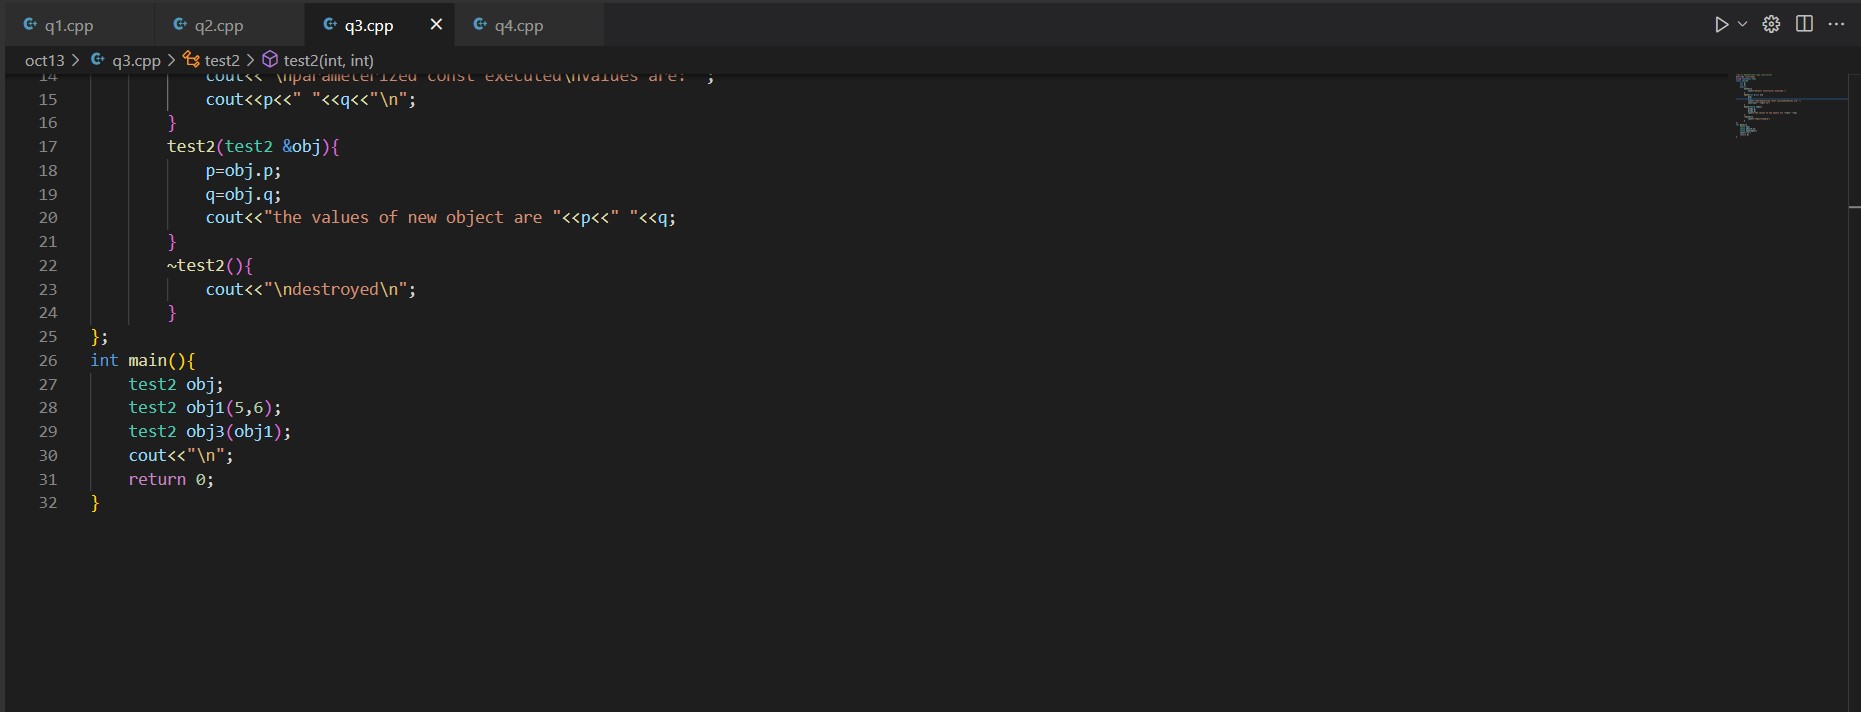 q1.cpp q2.cpp q3.cpp q4.cpp
oct13 > q3.cpp > test2 > test2(int, int)
14 cout<<"\nparameterized const executed\nvalues are: ";
15 cout<<p<<" "<<q<<"\n";
16 }
17 test2(test2 &obj){
18 p=obj.p;
19 q=obj.q;
20 cout<<"the values of new object are "<<p<<" "<<q;
21 }
22 ~test2(){
23 cout<<"\ndestroyed\n";
24 }
25 };
26 int main(){
27 test2 obj;
28 test2 obj1(5,6);
29 test2 obj3(obj1);
30 cout<<"\n";
31 return 0;
32 }